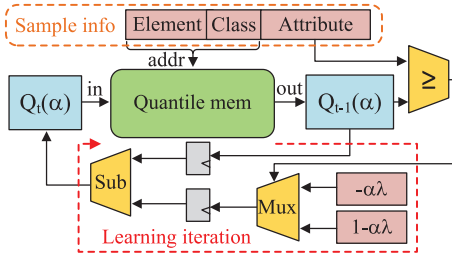 Sample info
Element Class Attribute
addr
Qt(α) in Quantile mem out Qt-1(α) ≥
Sub < < Mux
-αλ
1-αλ
Learning iteration